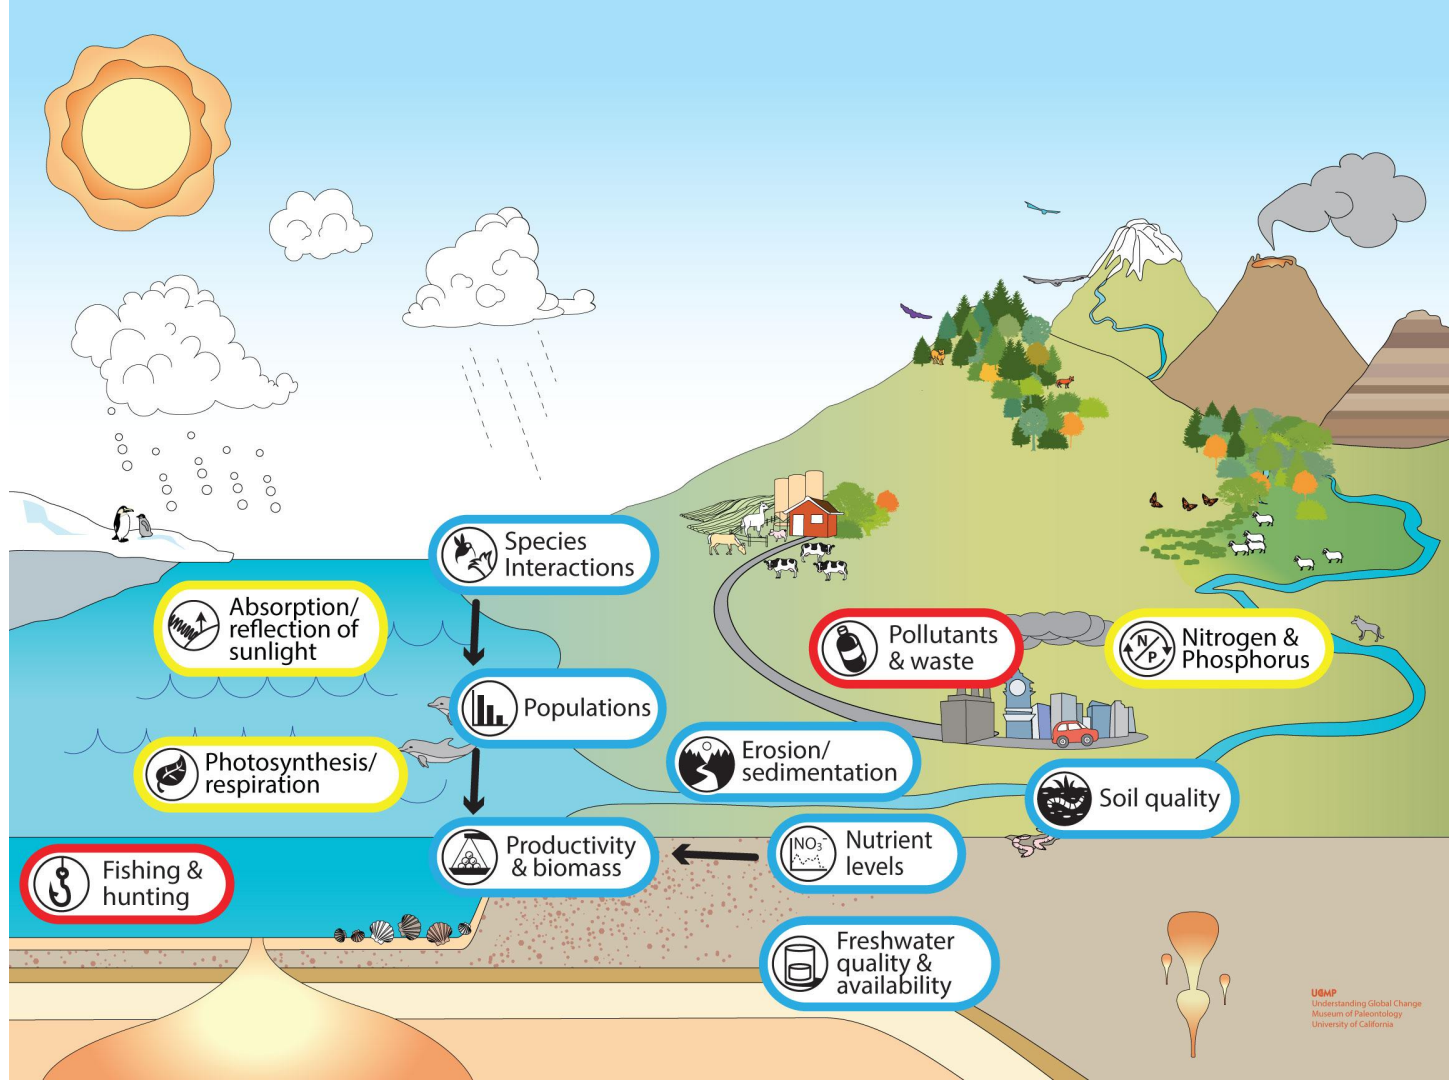 Species
Interactions
Absorption/
reflection of
sunlight
Pollutants
& waste
N
P
Nitrogen &
Phosphorus
Populations
Photosynthesis/
respiration
Erosion/
sedimentation
Soil quality
Productivity
& biomass
NO3-
Nutrient
levels
Fishing &
hunting
Freshwater
quality &
availability
UCMP
Understanding Global Change
Museum of Paleontology
University of California